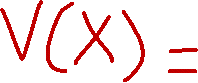 V(X) =